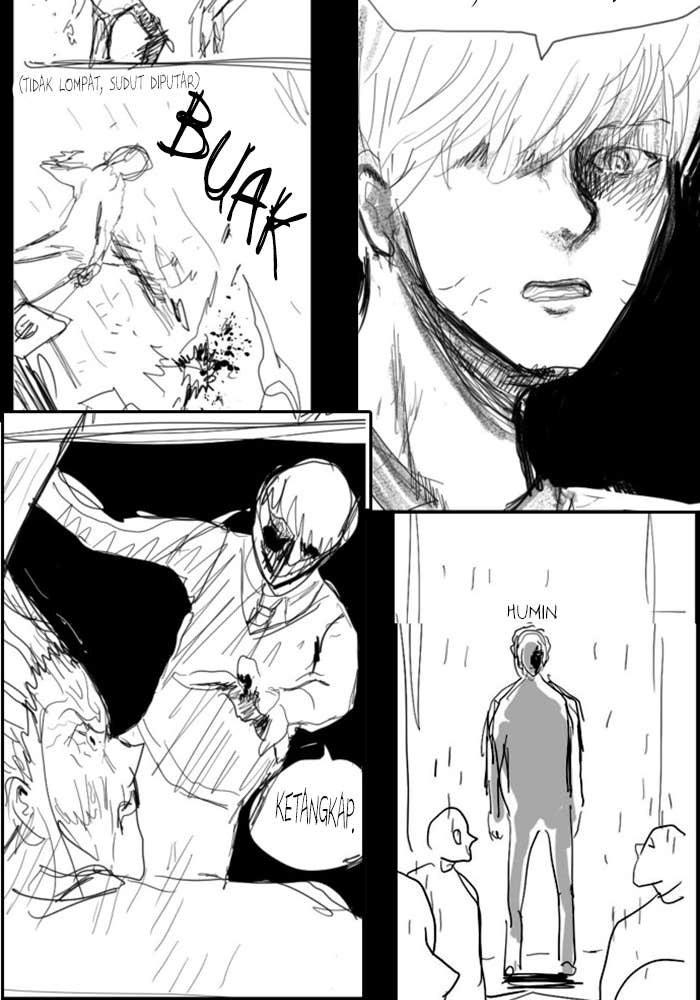 (TIDAK LOMPAT, SUDUT DIPUTAR)
BUAK
KETANGKAP.
HUMIN